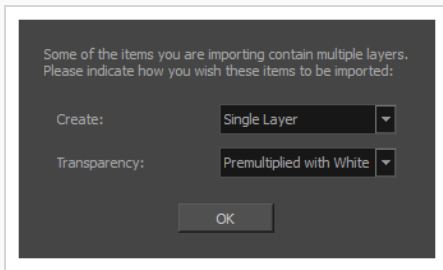 Some of the items you are importing contain multiple layers.
Please indicate how you wish these items to be imported:
Create: Single Layer
Transparency: Premultiplied with White
OK